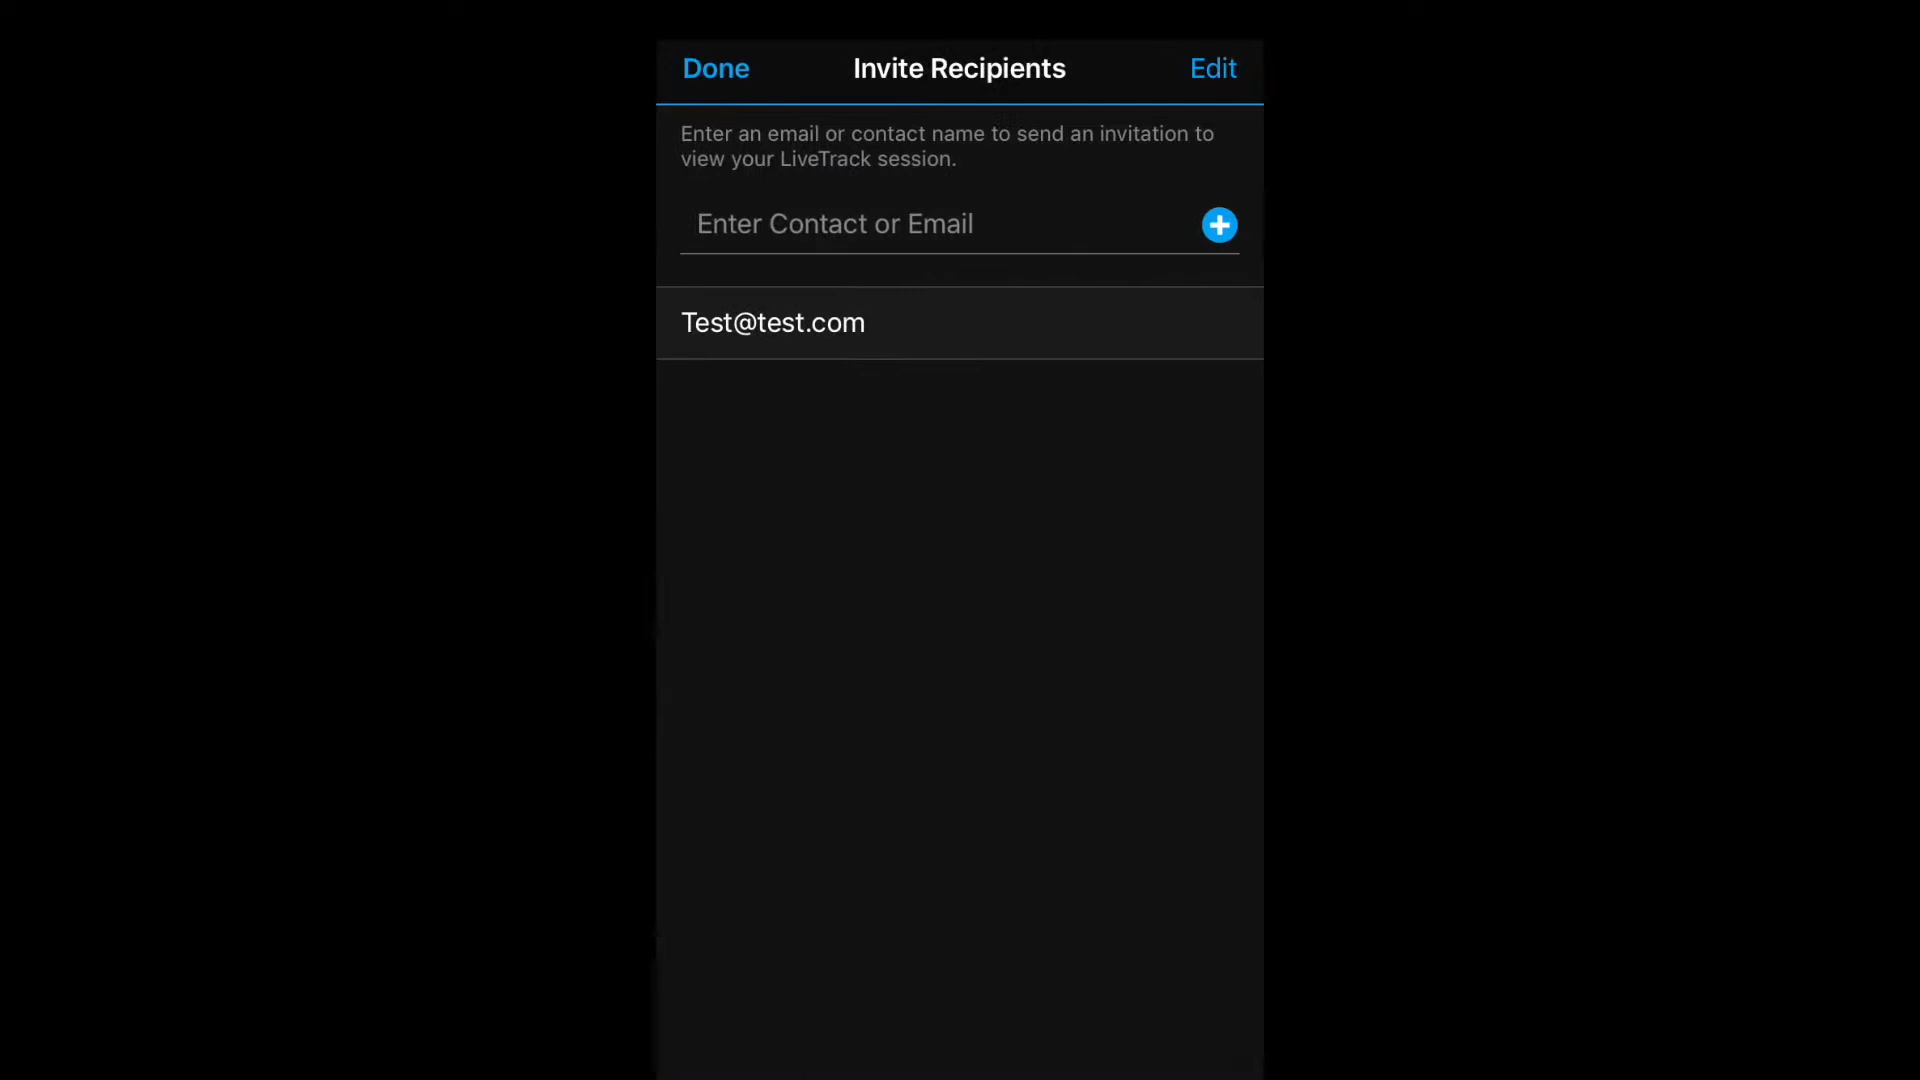 Done
Invite Recipients
Edit
Enter an email or contact name to send an invitation to
view your LiveTrack session.
Enter Contact or Email
Test@test.com